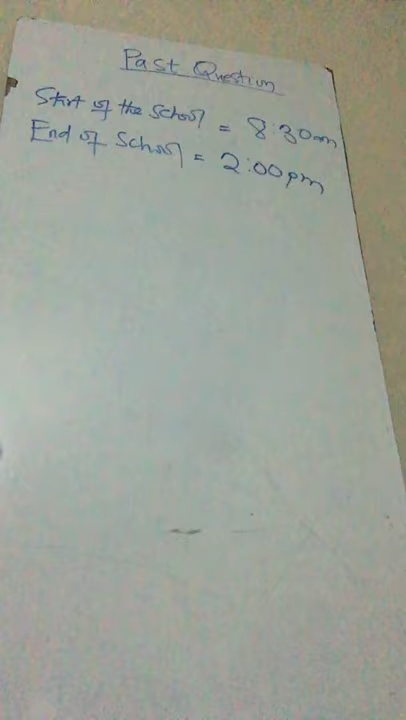 Past Question
Start of the School = 8:30am
End of School = 2:00pm